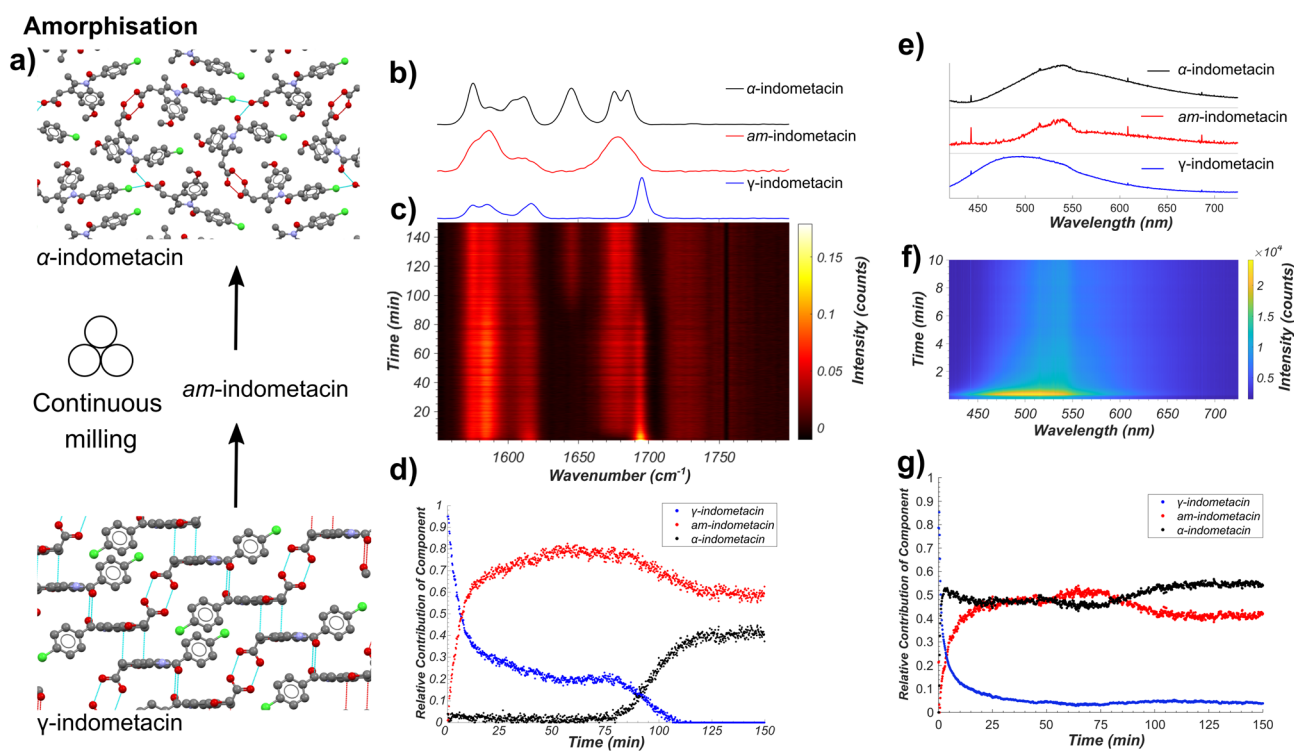 Amorphisation
a)
α-indometacin
Continuous
milling
am-indometacin
γ-indometacin
b)
α-indometacin
am-indometacin
γ-indometacin
c)
140
120
100
80
60
40
20
Time (min)
1600
1650
1700
1750
Wavenumber (cm-1)
0.15
0.1
0.05
0
Intensity (counts)
d)
1
0.9
0.8
0.7
0.6
0.5
0.4
0.3
0.2
0.1
0
Relative Contribution of Component
γ-indometacin
am-indometacin
α-indometacin
0
25
50
75
100
125
150
Time (min)
e)
α-indometacin
am-indometacin
γ-indometacin
450
500
550
600
650
700
Wavelength (nm)
f)
10
8
6
4
2
Time (min)
450
500
550
600
650
700
Wavelength (nm)
×10⁴
2
1.5
1
0.5
Intensity (counts)
g)
1
0.9
0.8
0.7
0.6
0.5
0.4
0.3
0.2
0.1
0
Relative Contribution of Component
γ-indometacin
am-indometacin
α-indometacin
0
25
50
75
100
125
150
Time (min)